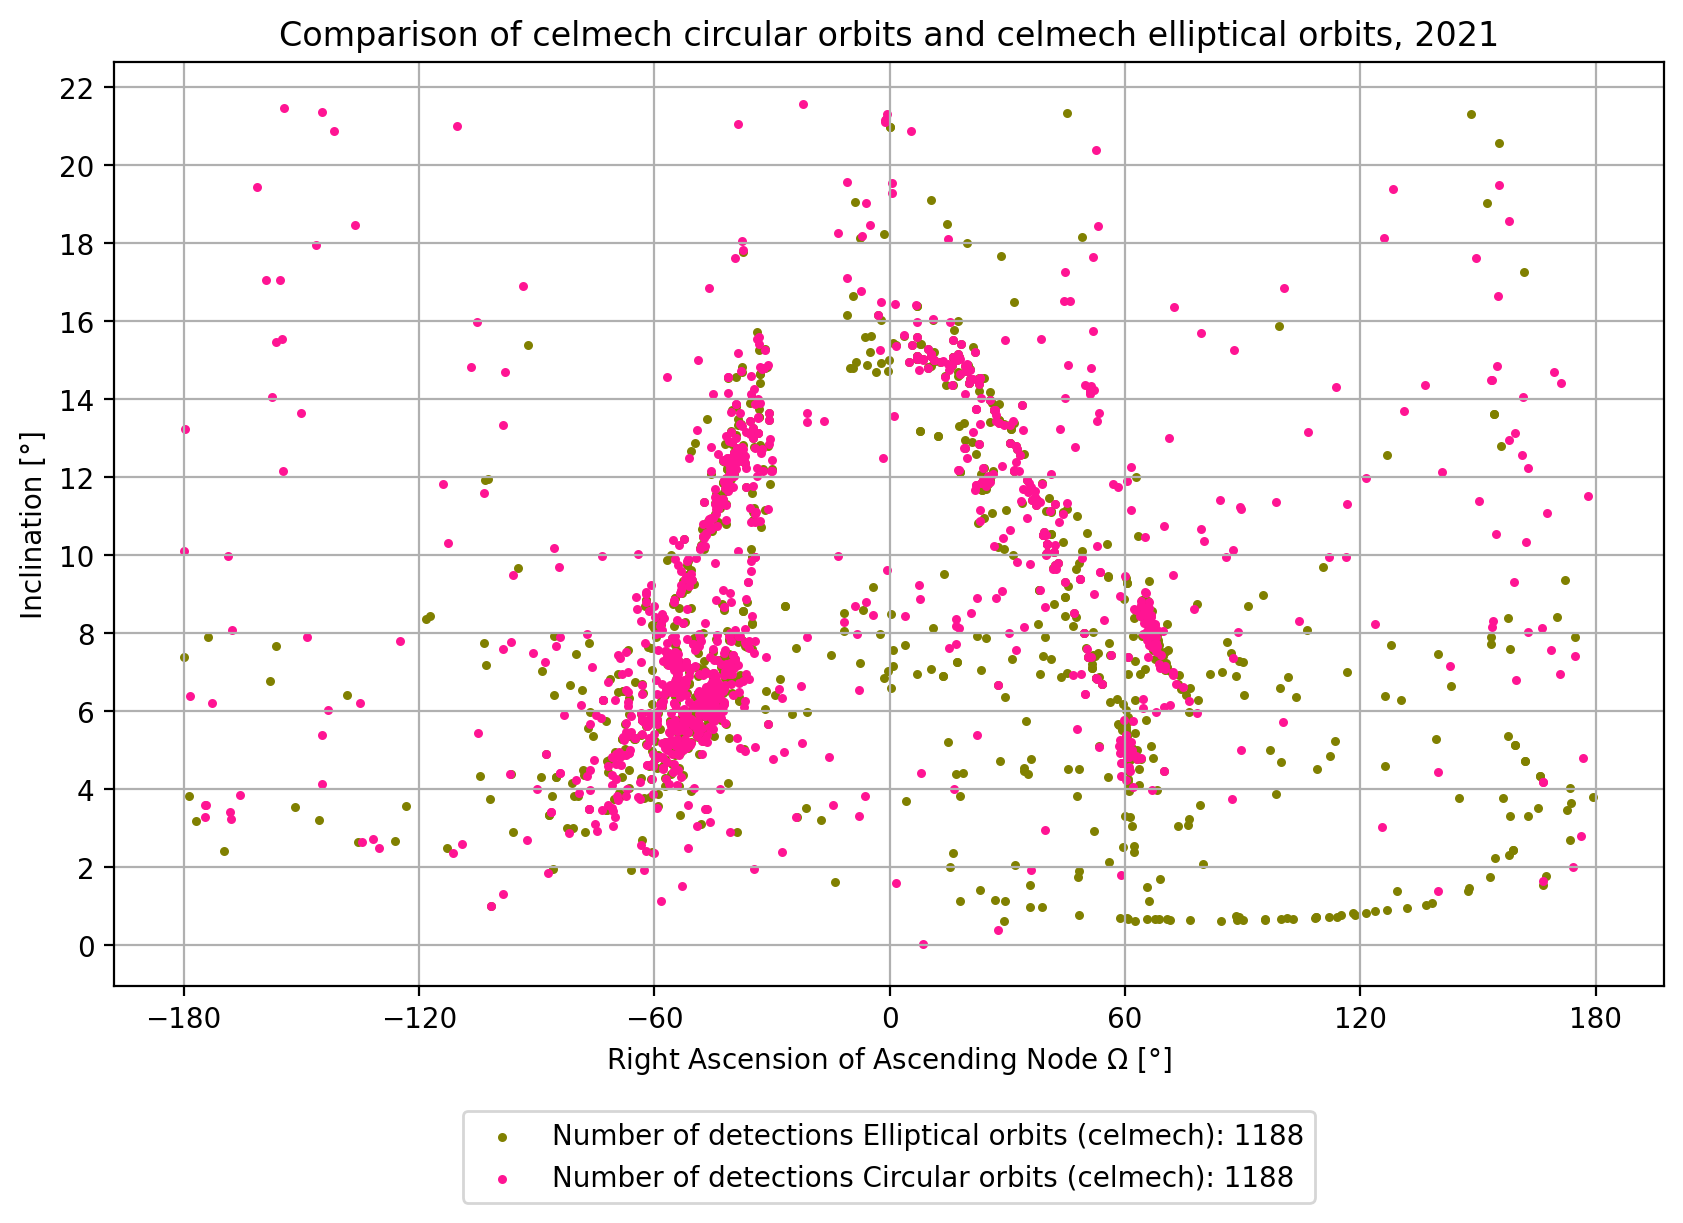 Comparison of celmech circular orbits and celmech elliptical orbits, 2021
22
20
18
16
14
12
10
8
6
4
2
0
Inclination [°]
−180 −120 −60 0 60 120 180
Right Ascension of Ascending Node Ω [°]
Number of detections Elliptical orbits (celmech): 1188
Number of detections Circular orbits (celmech): 1188